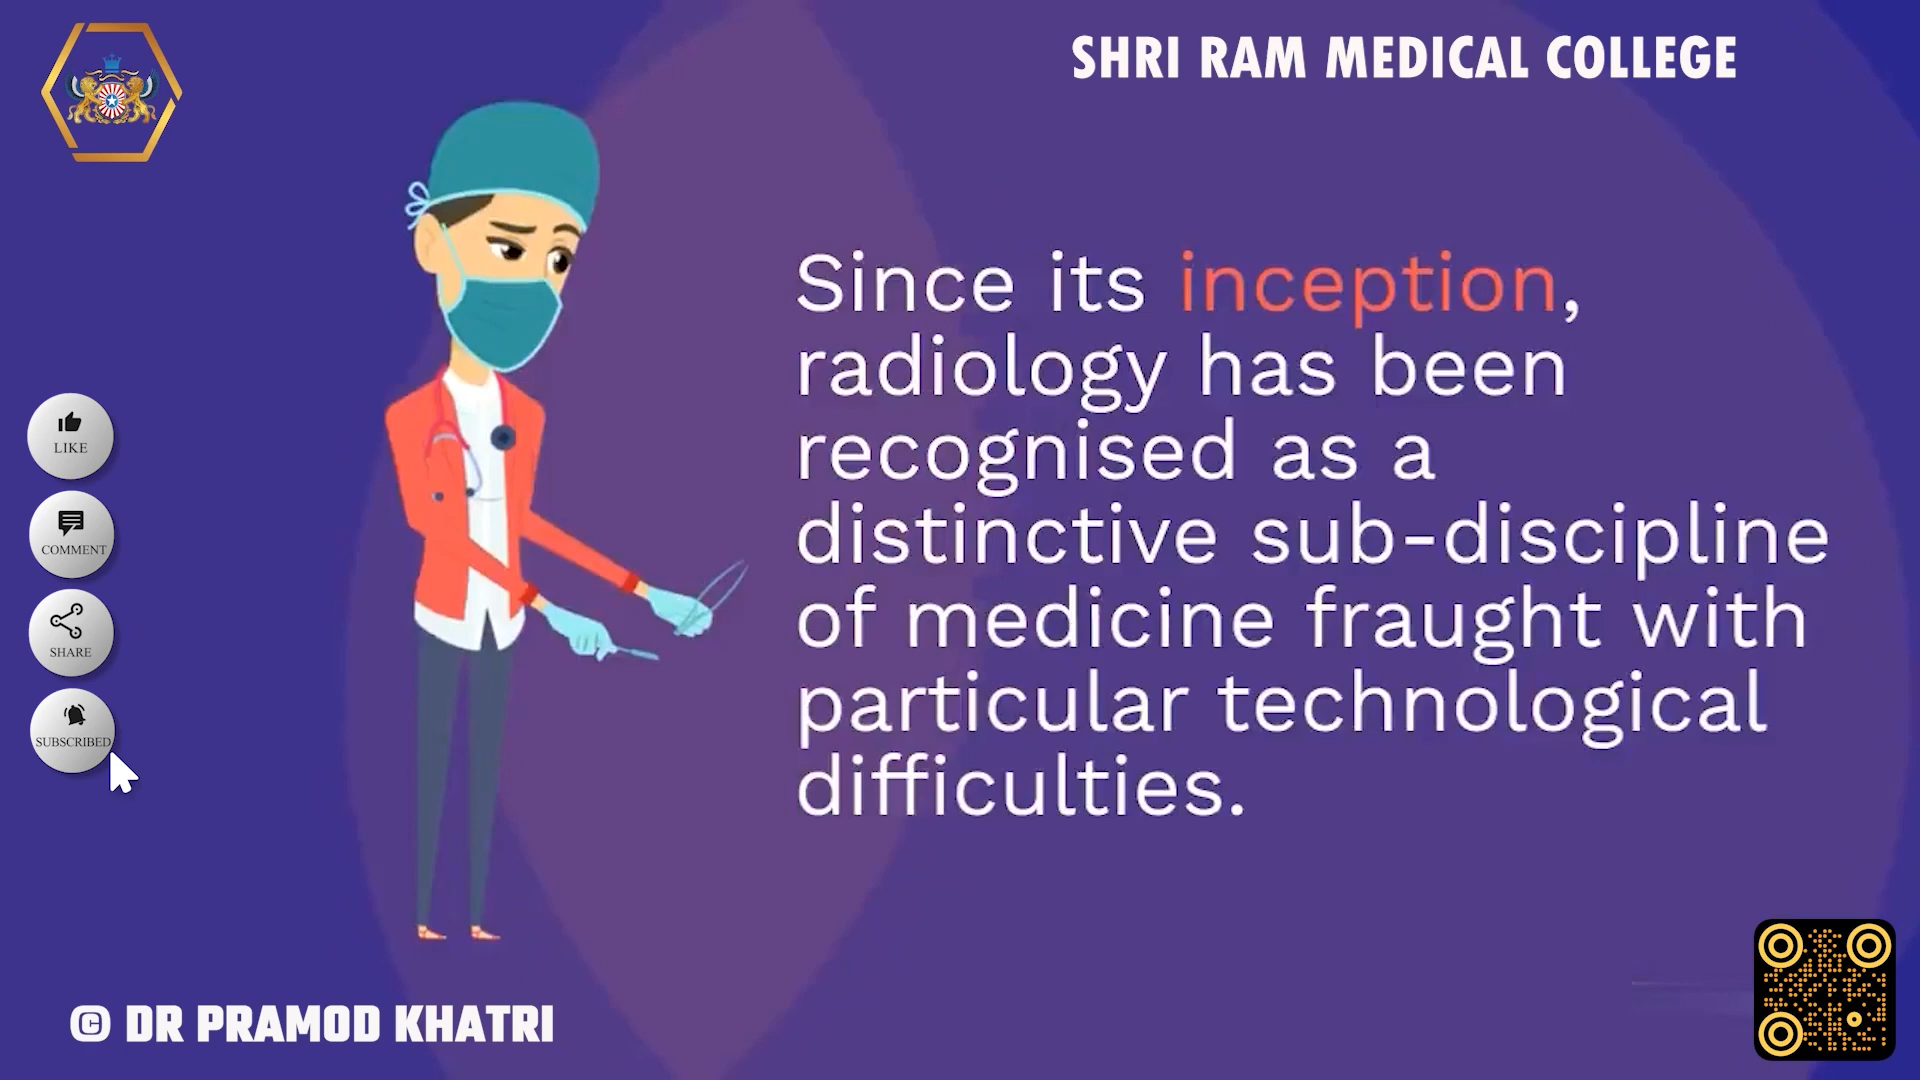 SHRI RAM MEDICAL COLLEGE
Since its inception,
radiology has been
recognised as a
distinctive sub-discipline
of medicine fraught with
particular technological
difficulties.
LIKE
COMMENT
SHARE
SUBSCRIBED
© DR PRAMOD KHATRI